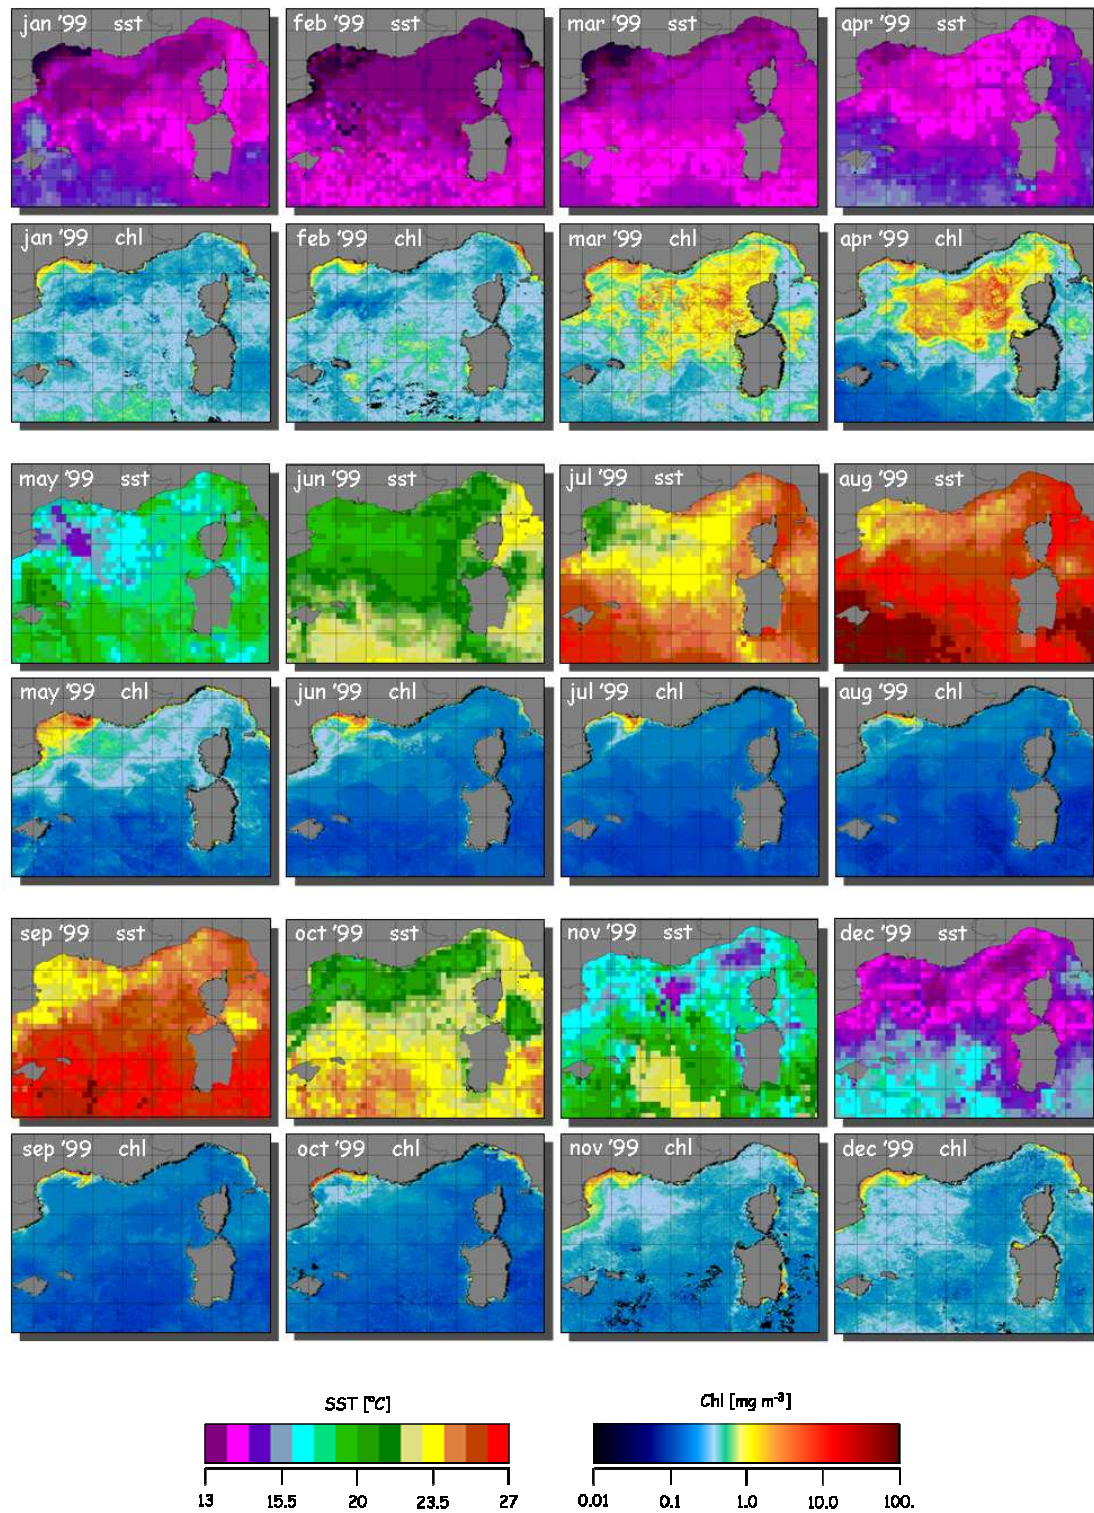 jan '99 sst feb '99 sst mar '99 sst apr '99 sst
jan '99 chl feb '99 chl mar '99 chl apr '99 chl
may '99 sst jun '99 sst jul '99 sst aug '99 sst
may '99 chl jun '99 chl jul '99 chl aug '99 chl
sep '99 sst oct '99 sst nov '99 sst dec '99 sst
sep '99 chl oct '99 chl nov '99 chl dec '99 chl
SST [°C] Chl [mg m⁻³]
13 15.5 20 23.5 27 0.01 0.1 1.0 10.0 100.